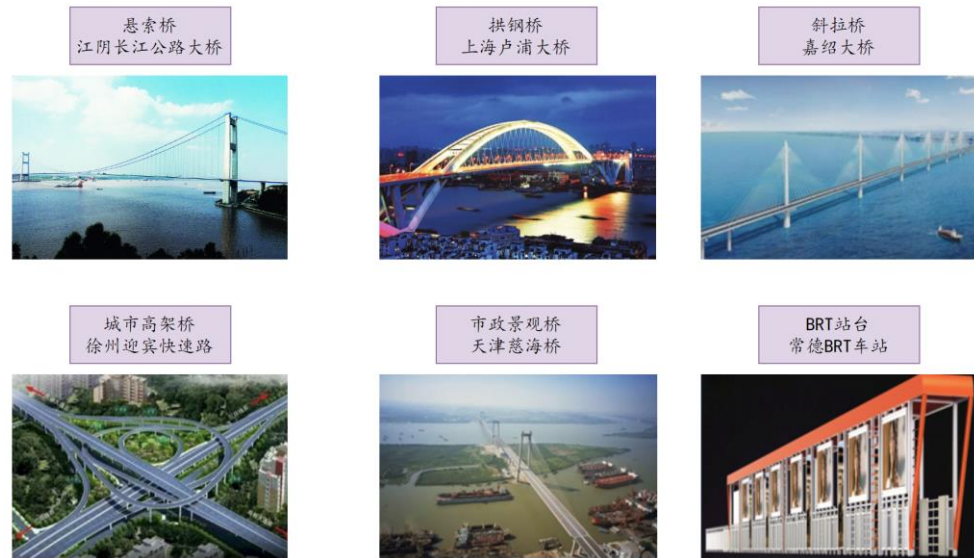 悬索桥
江阴长江公路大桥
拱钢桥
上海卢浦大桥
斜拉桥
嘉绍大桥
城市高架桥
徐州迎宾快速路
市政景观桥
天津慈海桥
BRT站台
常德BRT车站